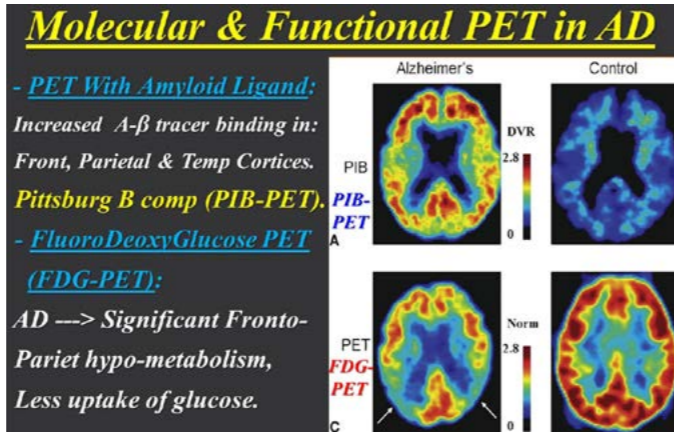 Molecular & Functional PET in AD
- PET With Amyloid Ligand:
Increased A-β tracer binding in:
Front, Parietal & Temp Cortices.
Pittsburg B comp (PIB-PET).
- FluoroDeoxyGlucose PET
(FDG-PET):
AD ---> Significant Fronto-
Pariet hypo-metabolism,
Less uptake of glucose.
Alzheimer's
Control
PIB
PIB-
PET
A
DVR
2.8
0
PET
FDG-
PET
C
Norm
2.8
0